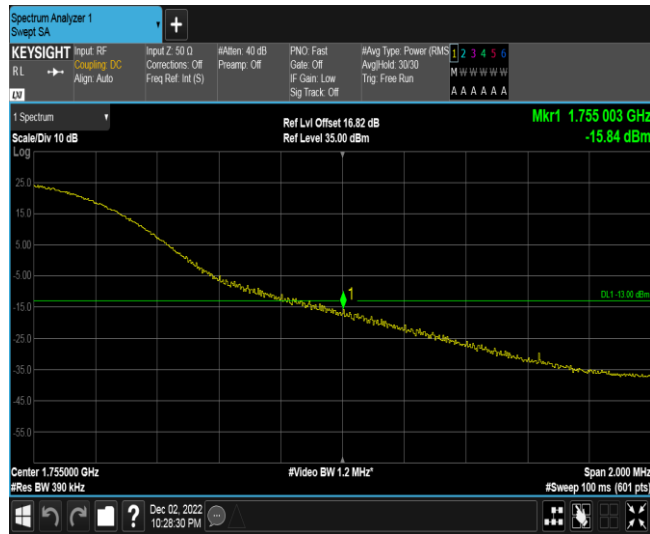 Spectrum Analyzer 1
Swept SA
+
KEYSIGHT
RL
LXI
Input: RF
Coupling: DC
Align: Auto
Input Z: 50 Ω
Corrections: Off
Freq Ref: Int (S)
#Atten: 40 dB
Preamp: Off
PNO: Fast
Gate: Off
IF Gain: Low
Sig Track: Off
#Avg Type: Power (RMS
Avg|Hold: 30/30
Trig: Free Run
1 2 3 4 5 6
M W W W W W
A A A A A A
1 Spectrum
Scale/Div 10 dB
Log
Ref Lvl Offset 16.82 dB
Ref Level 35.00 dBm
Mkr1 1.755 003 GHz
-15.84 dBm
25.0
15.0
5.00
-5.00
1
DL1 -13.00 dBm
-15.0
-25.0
-35.0
-45.0
-55.0
Center 1.755000 GHz
#Res BW 390 kHz
#Video BW 1.2 MHz*
Span 2.000 MHz
#Sweep 100 ms (601 pts)
?
Dec 02, 2022
10:28:30 PM